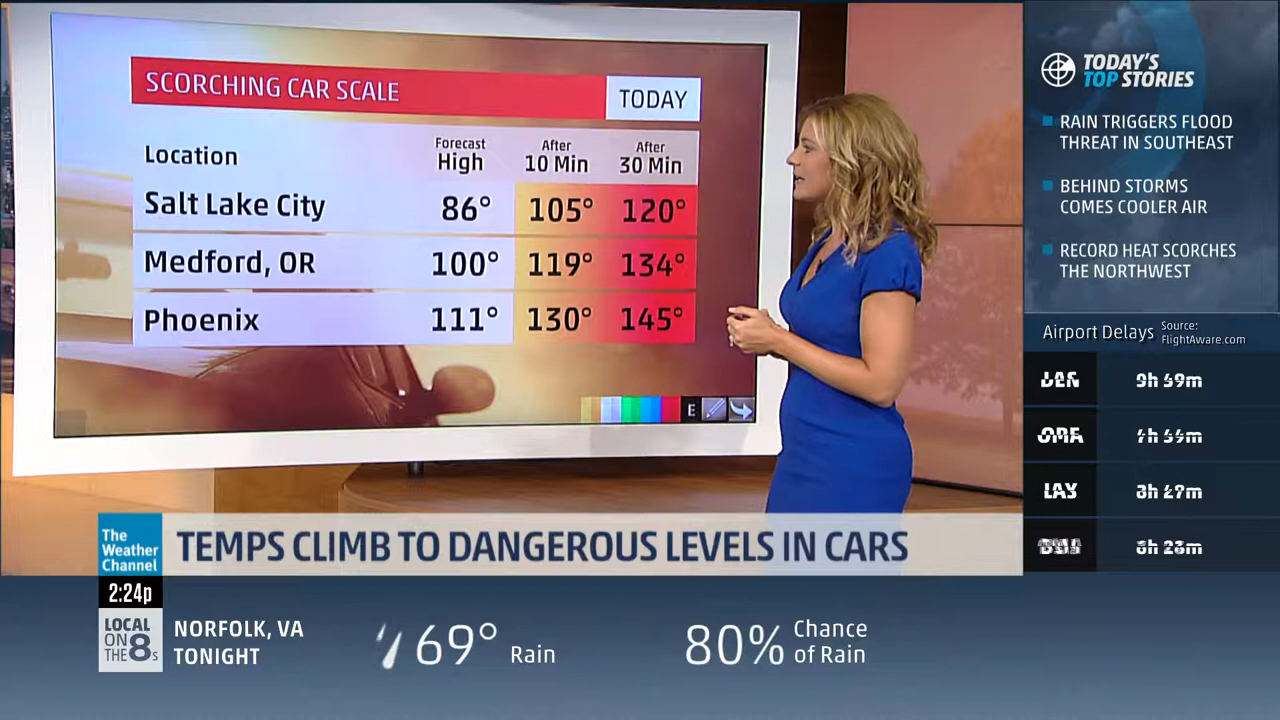 SCORCHING CAR SCALE TODAY
Location Forecast High After 10 Min After 30 Min
Salt Lake City 86° 105° 120°
Medford, OR 100° 119° 134°
Phoenix 111° 130° 145°
E
TODAY'S
TOP STORIES
RAIN TRIGGERS FLOOD
THREAT IN SOUTHEAST
BEHIND STORMS
COMES COOLER AIR
RECORD HEAT SCORCHES
THE NORTHWEST
Airport Delays Source:
FlightAware.com
The
Weather
Channel
TEMPS CLIMB TO DANGEROUS LEVELS IN CARS
2:24p
LOCAL
ON
THE 8s
NORFOLK, VA
TONIGHT
69° Rain
80% Chance
of Rain